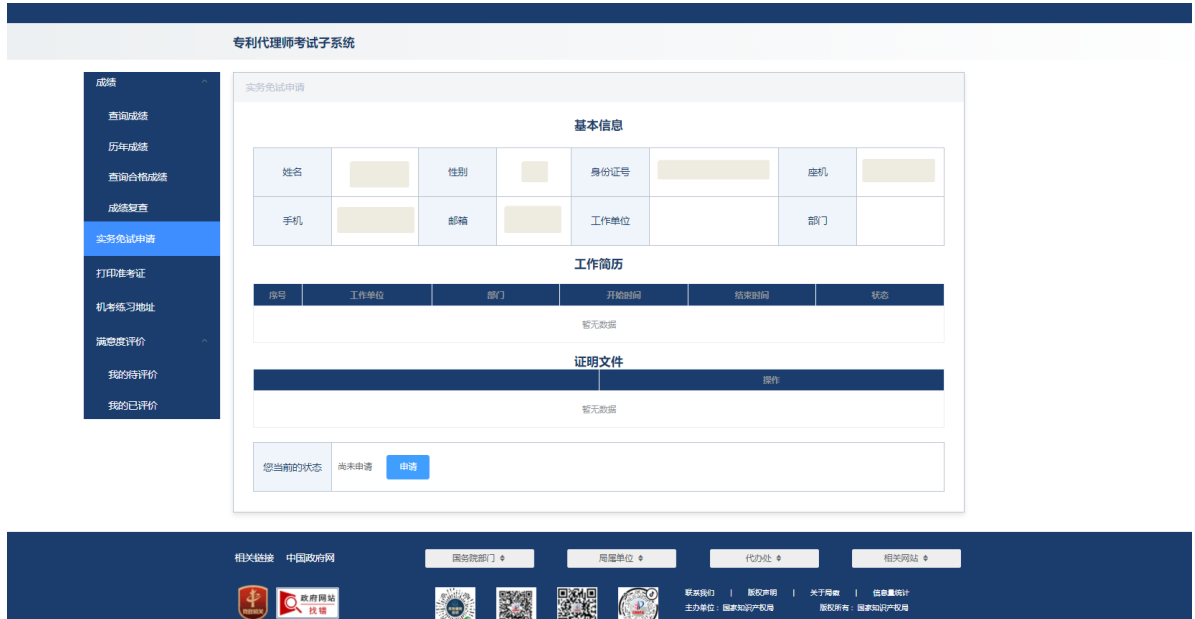 专利代理师考试子系统
成绩
查询成绩
历年成绩
查询合格成绩
成绩复查
实务免试申请
打印准考证
机考练习地址
满意度评价
我的待评价
我的已评价
实务免试申请
基本信息
姓名 性别 身份证号 座机
手机 邮箱 工作单位 部门
工作简历
序号 工作单位 部门 开始时间 结束时间 状态
暂无数据
证明文件
操作
暂无数据
您当前的状态 尚未申请 申请
相关链接 中国政府网 国务院部门 局属单位 代办处 相关网站
政府网站
找错
联系我们 | 版权声明 | 关于局徽 | 信息量统计
主办单位：国家知识产权局 版权所有：国家知识产权局